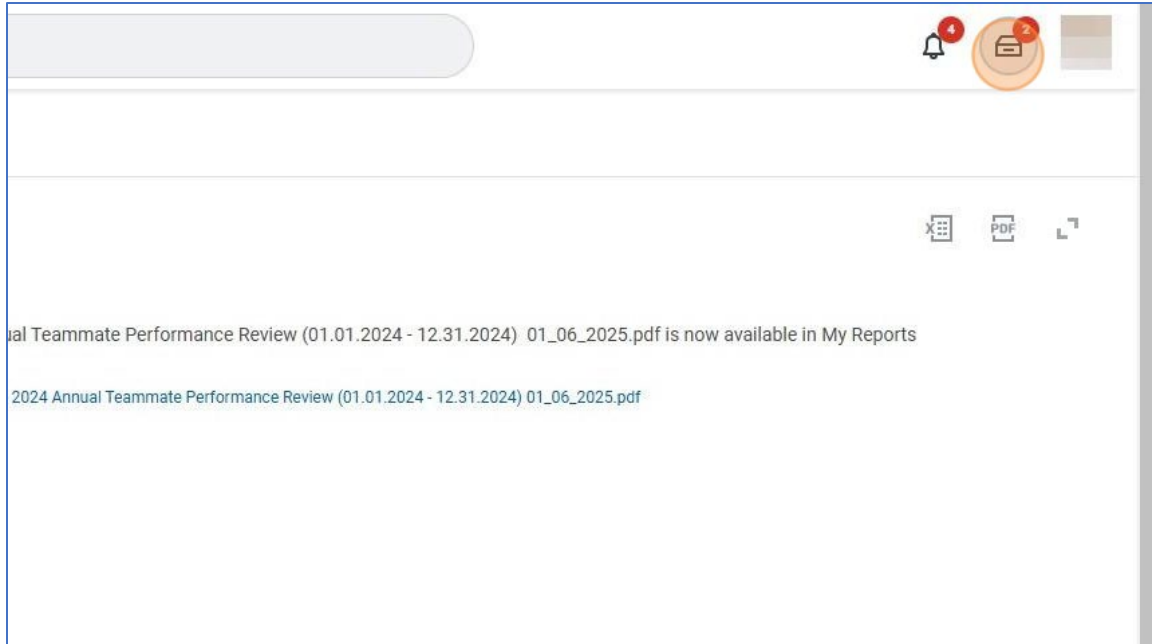 4
2
X
PDF
ual Teammate Performance Review (01.01.2024 - 12.31.2024) 01_06_2025.pdf is now available in My Reports
2024 Annual Teammate Performance Review (01.01.2024 - 12.31.2024) 01_06_2025.pdf